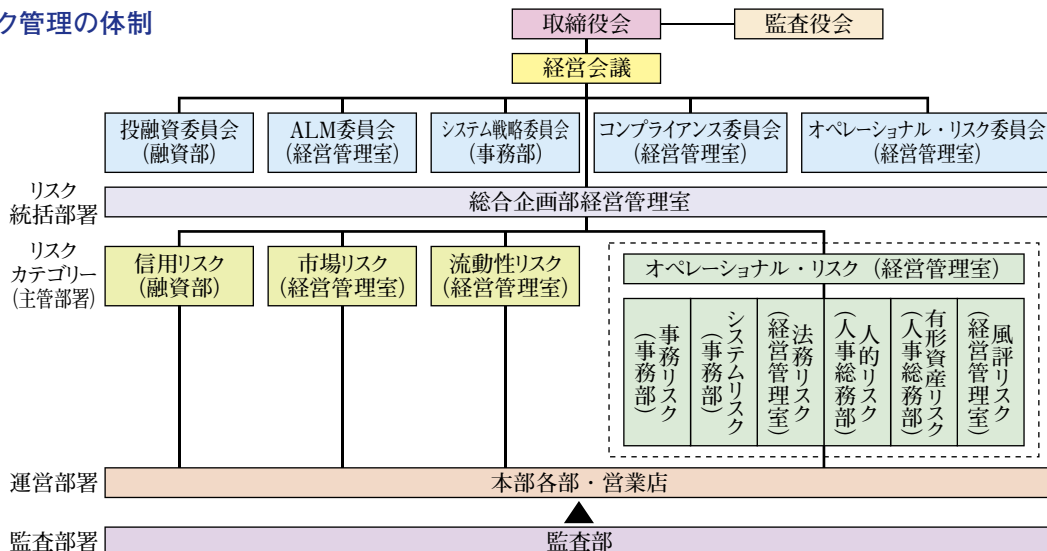 ク管理の体制
取締役会
監査役会
経営会議
投融資委員会
(融資部)
ALM委員会
(経営管理室)
システム戦略委員会
(事務部)
コンプライアンス委員会
(経営管理室)
オペレーショナル・リスク委員会
(経営管理室)
リスク
統括部署
総合企画部経営管理室
リスク
カテゴリー
(主管部署)
信用リスク
(融資部)
市場リスク
(経営管理室)
流動性リスク
(経営管理室)
オペレーショナル・リスク(経営管理室)
事務リスク
(事務部)
システムリスク
(事務部)
法務リスク
(経営管理室)
人的リスク
(人事総務部)
有形資産リスク
(人事総務部)
風評リスク
(経営管理室)
運営部署
本部各部・営業店
監査部署
監査部